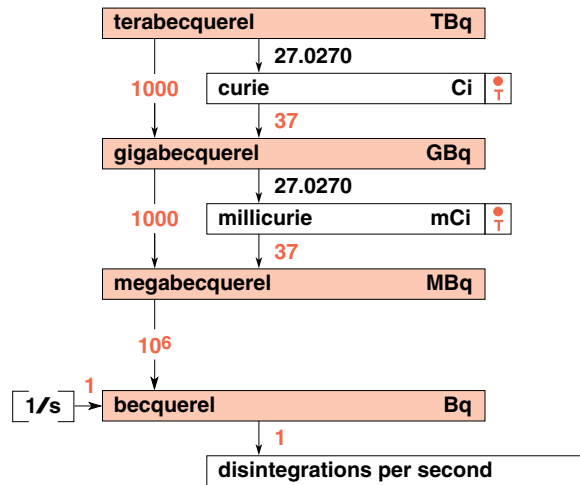 terabecquerel TBq
27.0270
1000
curie Ci T
37
gigabecquerel GBq
27.0270
1000
millicurie mCi T
37
megabecquerel MBq
10⁶
1
1/s
becquerel Bq
1
disintegrations per second